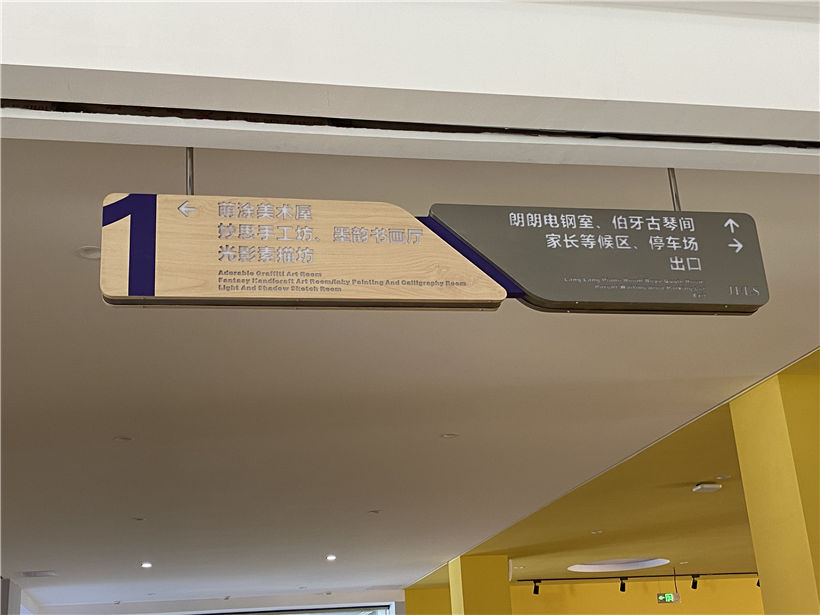 1
← 萌涂美术屋
妙思手工坊、墨韵书画厅
光影素描坊
Adorable Graffiti Art Room
Fantasy Handicraft Art Room/Inky Painting And Calligraphy Room
Light And Shadow Sketch Room
朗朗电钢室、伯牙古琴间 ↑
家长等候区、停车场 →
出口
Exit